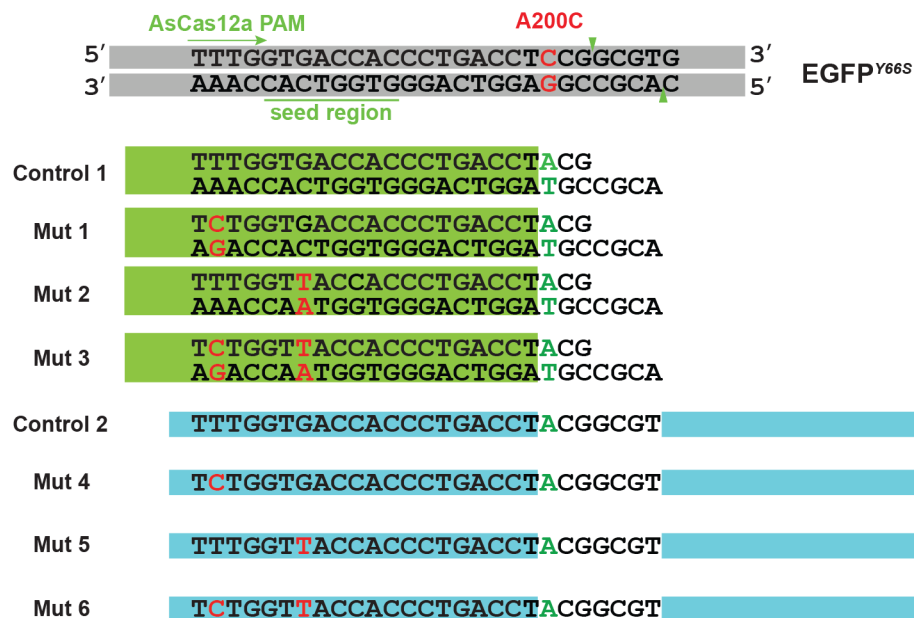 AsCas12a PAM
A200C
5′ TTTGGTGACCACCCTGACCTCCGGCGTG 3′
3′ AAACCACTGGTGGGACTGGAGGCCGCAC 5′
EGFP^Y66S
seed region
Control 1
TTTGGTGACCACCCTGACCTACG
AAACCACTGGTGGGACTGGATGCCGCA
Mut 1
TCTGGTGACCACCCTGACCTACG
AGACCACTGGTGGGACTGGATGCCGCA
Mut 2
TTTGGTTACCACCCTGACCTACG
AAACCAATGGTGGGACTGGATGCCGCA
Mut 3
TCTGGTTACCACCCTGACCTACG
AGACCAATGGTGGGACTGGATGCCGCA
Control 2 TTTGGTGACCACCCTGACCTACGGCGT
Mut 4 TCTGGTGACCACCCTGACCTACGGCGT
Mut 5 TTTGGTTACCACCCTGACCTACGGCGT
Mut 6 TCTGGTTACCACCCTGACCTACGGCGT